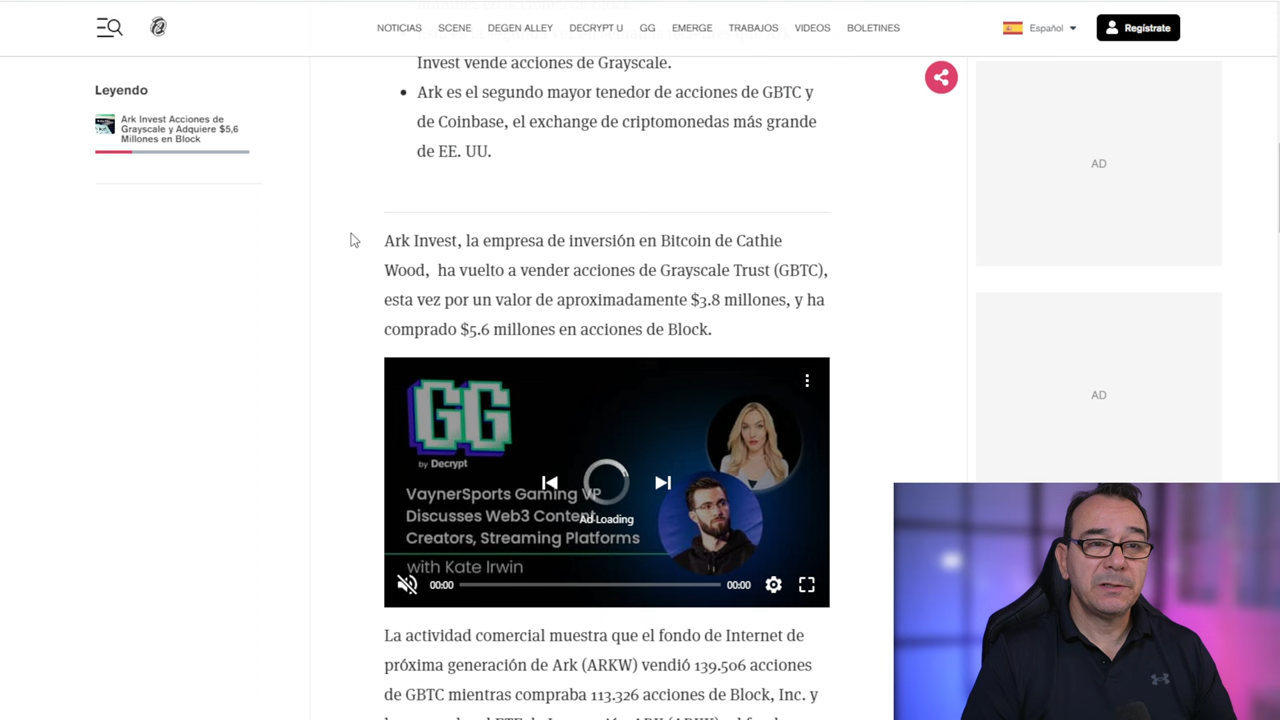 NOTICIAS SCENE DEGEN ALLEY DECRYPT U GG EMERGE TRABAJOS VIDEOS BOLETINES
Español
Regístrate
Leyendo
Ark Invest Acciones de
Grayscale y Adquiere $5,6
Millones en Block
Invest vende acciones de Grayscale.
• Ark es el segundo mayor tenedor de acciones de GBTC y
de Coinbase, el exchange de criptomonedas más grande
de EE. UU.
Ark Invest, la empresa de inversión en Bitcoin de Cathie
Wood, ha vuelto a vender acciones de Grayscale Trust (GBTC),
esta vez por un valor de aproximadamente $3.8 millones, y ha
comprado $5.6 millones en acciones de Block.
GG
by Decrypt
VaynerSports Gaming VP
Discusses Web3 Content
Creators, Streaming Platforms
with Kate Irwin
Ad Loading
00:00
00:00
La actividad comercial muestra que el fondo de Internet de
próxima generación de Ark (ARKW) vendió 139.506 acciones
de GBTC mientras compraba 113.326 acciones de Block, Inc. y
AD
AD